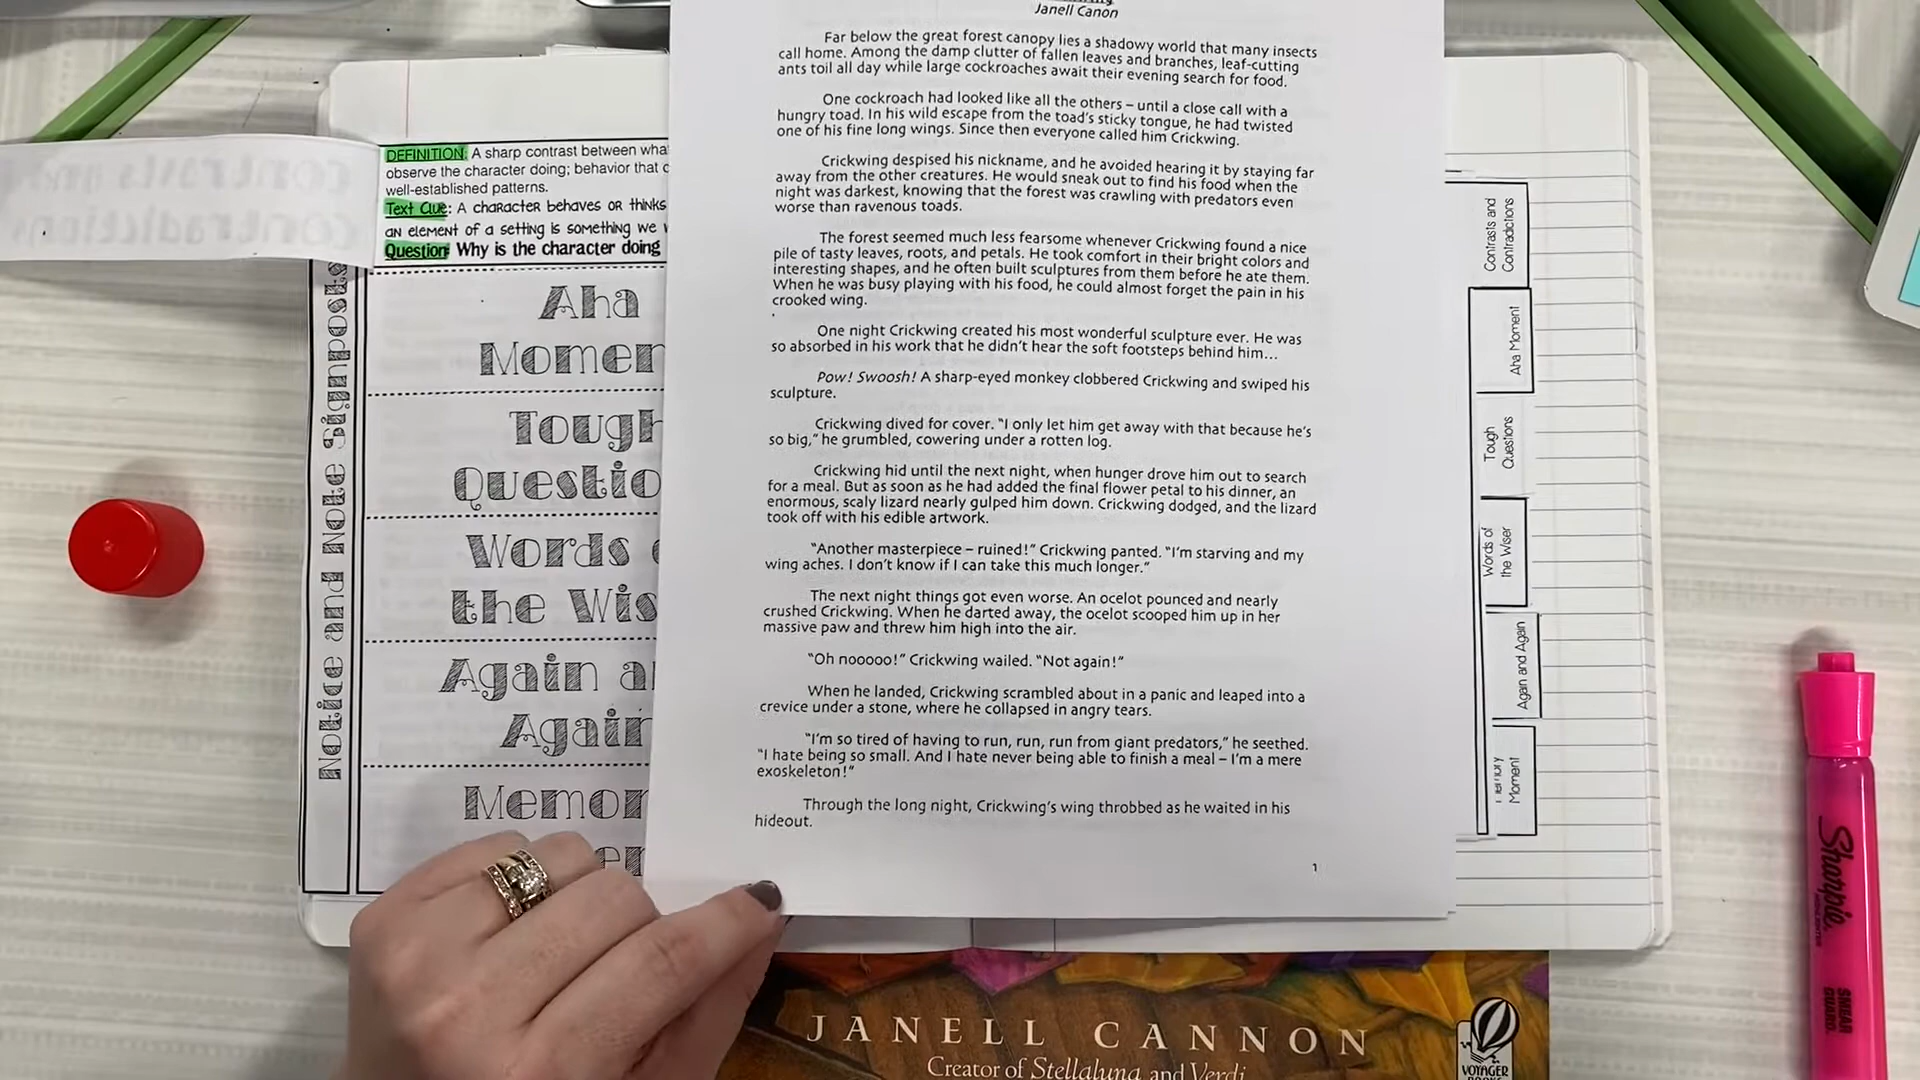 Janell Canon
Far below the great forest canopy lies a shadowy world that many insects
call home. Among the damp clutter of fallen leaves and branches, leaf-cutting
ants toil all day while large cockroaches await their evening search for food.
One cockroach had looked like all the others – until a close call with a
hungry toad. In his wild escape from the toad's sticky tongue, he had twisted
one of his fine long wings. Since then everyone called him Crickwing.
Crickwing despised his nickname, and he avoided hearing it by staying far
away from the other creatures. He would sneak out to find his food when the
night was darkest, knowing that the forest was crawling with predators even
worse than ravenous toads.
The forest seemed much less fearsome whenever Crickwing found a nice
pile of tasty leaves, roots, and petals. He took comfort in their bright colors and
interesting shapes, and he often built sculptures from them before he ate them.
When he was busy playing with his food, he could almost forget the pain in his
crooked wing.
One night Crickwing created his most wonderful sculpture ever. He was
so absorbed in his work that he didn't hear the soft footsteps behind him...
Pow! Swoosh! A sharp-eyed monkey clobbered Crickwing and swiped his
sculpture.
Crickwing dived for cover. "I only let him get away with that because he's
so big," he grumbled, cowering under a rotten log.
Crickwing hid until the next night, when hunger drove him out to search
for a meal. But as soon as he had added the final flower petal to his dinner, an
enormous, scaly lizard nearly gulped him down. Crickwing dodged, and the lizard
took off with his edible artwork.
"Another masterpiece – ruined!" Crickwing panted. "I'm starving and my
wing aches. I don't know if I can take this much longer."
The next night things got even worse. An ocelot pounced and nearly
crushed Crickwing. When he darted away, the ocelot scooped him up in her
massive paw and threw him high into the air.
"Oh nooooo!" Crickwing wailed. "Not again!"
When he landed, Crickwing scrambled about in a panic and leaped into a
crevice under a stone, where he collapsed in angry tears.
"I'm so tired of having to run, run, run from giant predators," he seethed.
"I hate being so small. And I hate never being able to finish a meal – I'm a mere
exoskeleton!"
Through the long night, Crickwing's wing throbbed as he waited in his
hideout.
1
DEFINITION: A sharp contrast between wha
observe the character doing; behavior that c
well-established patterns.
Text Clue: A character behaves or thinks
an element of a setting is something we
Question: Why is the character doing
Notice and Note Signposts
Aha
Momen
Tough
Questio
Words
the Wis
Again a
Again
Memor
Contrasts and
Contradictions
Aha Moment
Tough
Questions
Words of
the Wiser
Again and Again
Moment
JANELL CANNON
Creator of Stellaluna and Verdi
VOYAGER
BOOKS
Sharpie
SMEAR
GUARD